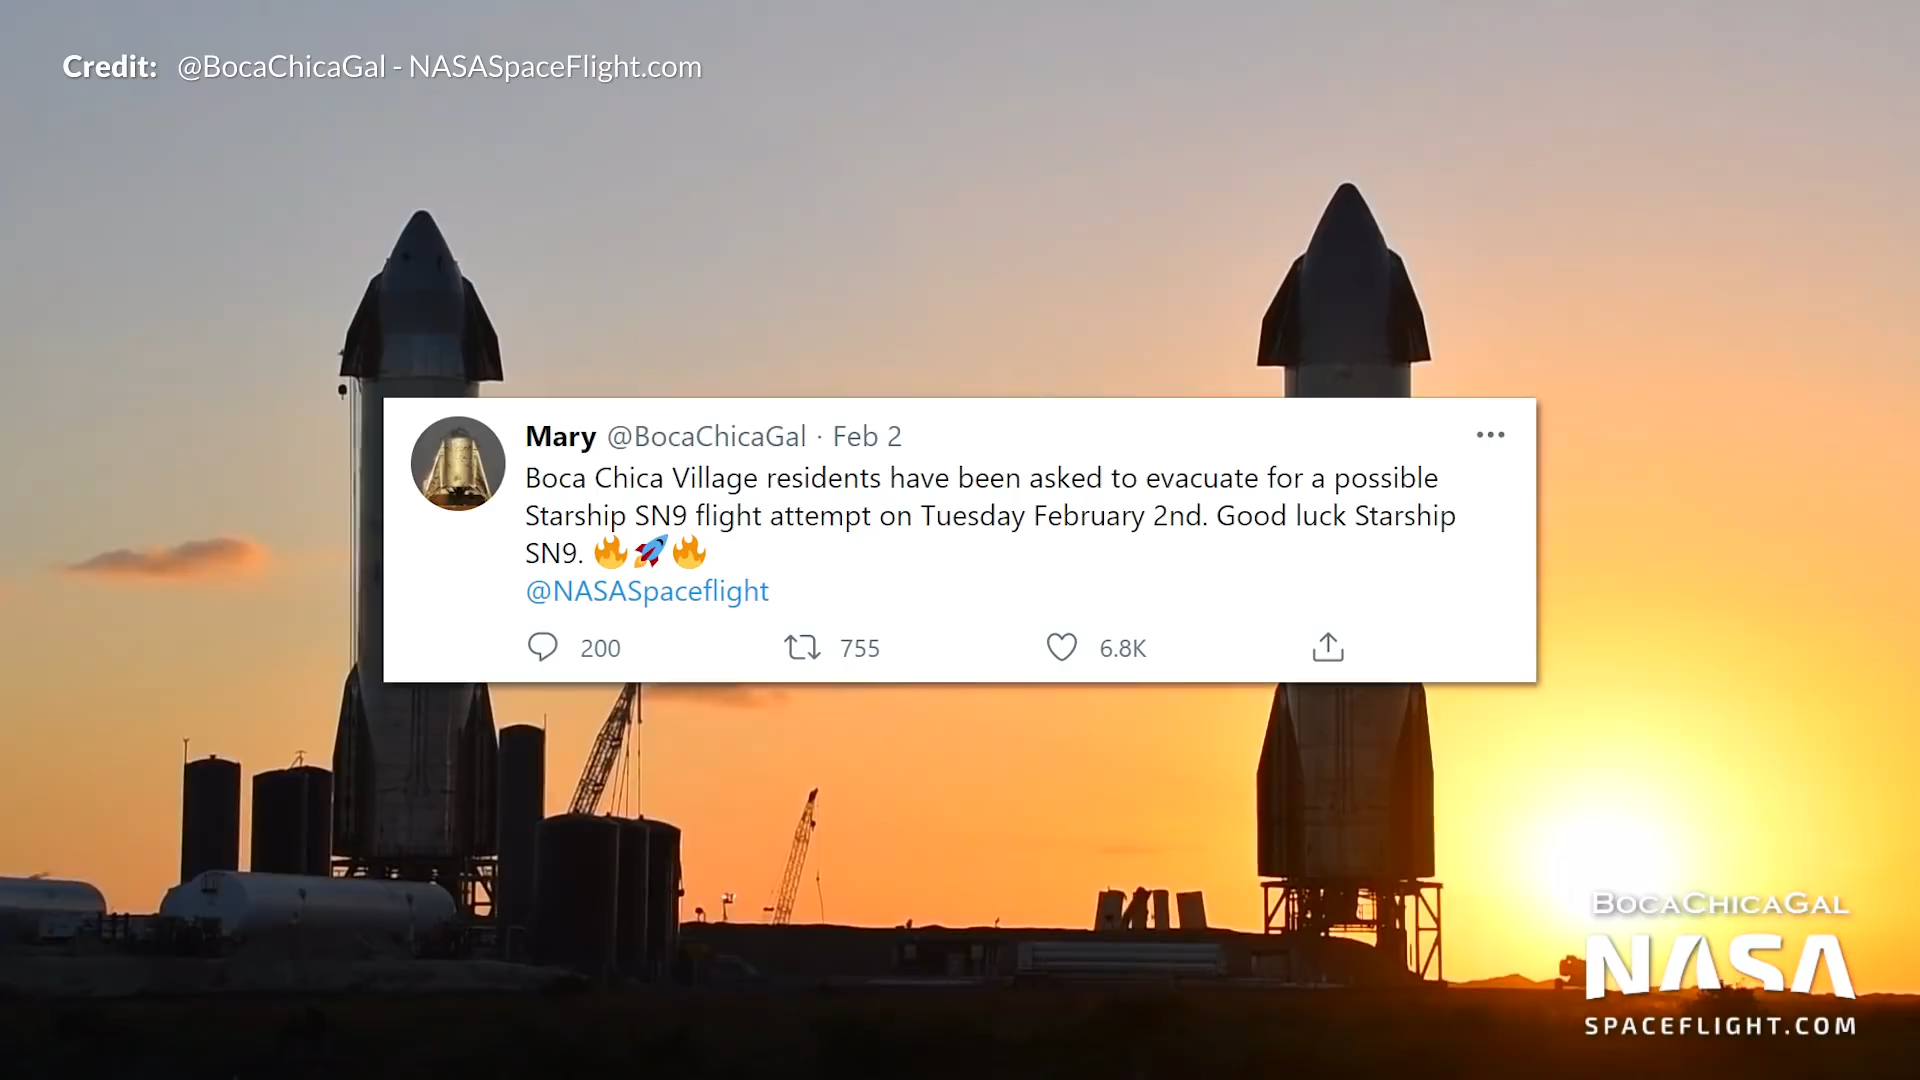 Credit: @BocaChicaGal - NASASpaceFlight.com
Mary @BocaChicaGal · Feb 2
Boca Chica Village residents have been asked to evacuate for a possible
Starship SN9 flight attempt on Tuesday February 2nd. Good luck Starship
SN9. 🔥🚀🔥
@NASASpaceflight
200 755 6.8K
BOCACHICAGAL
NASA
SPACEFLIGHT.COM